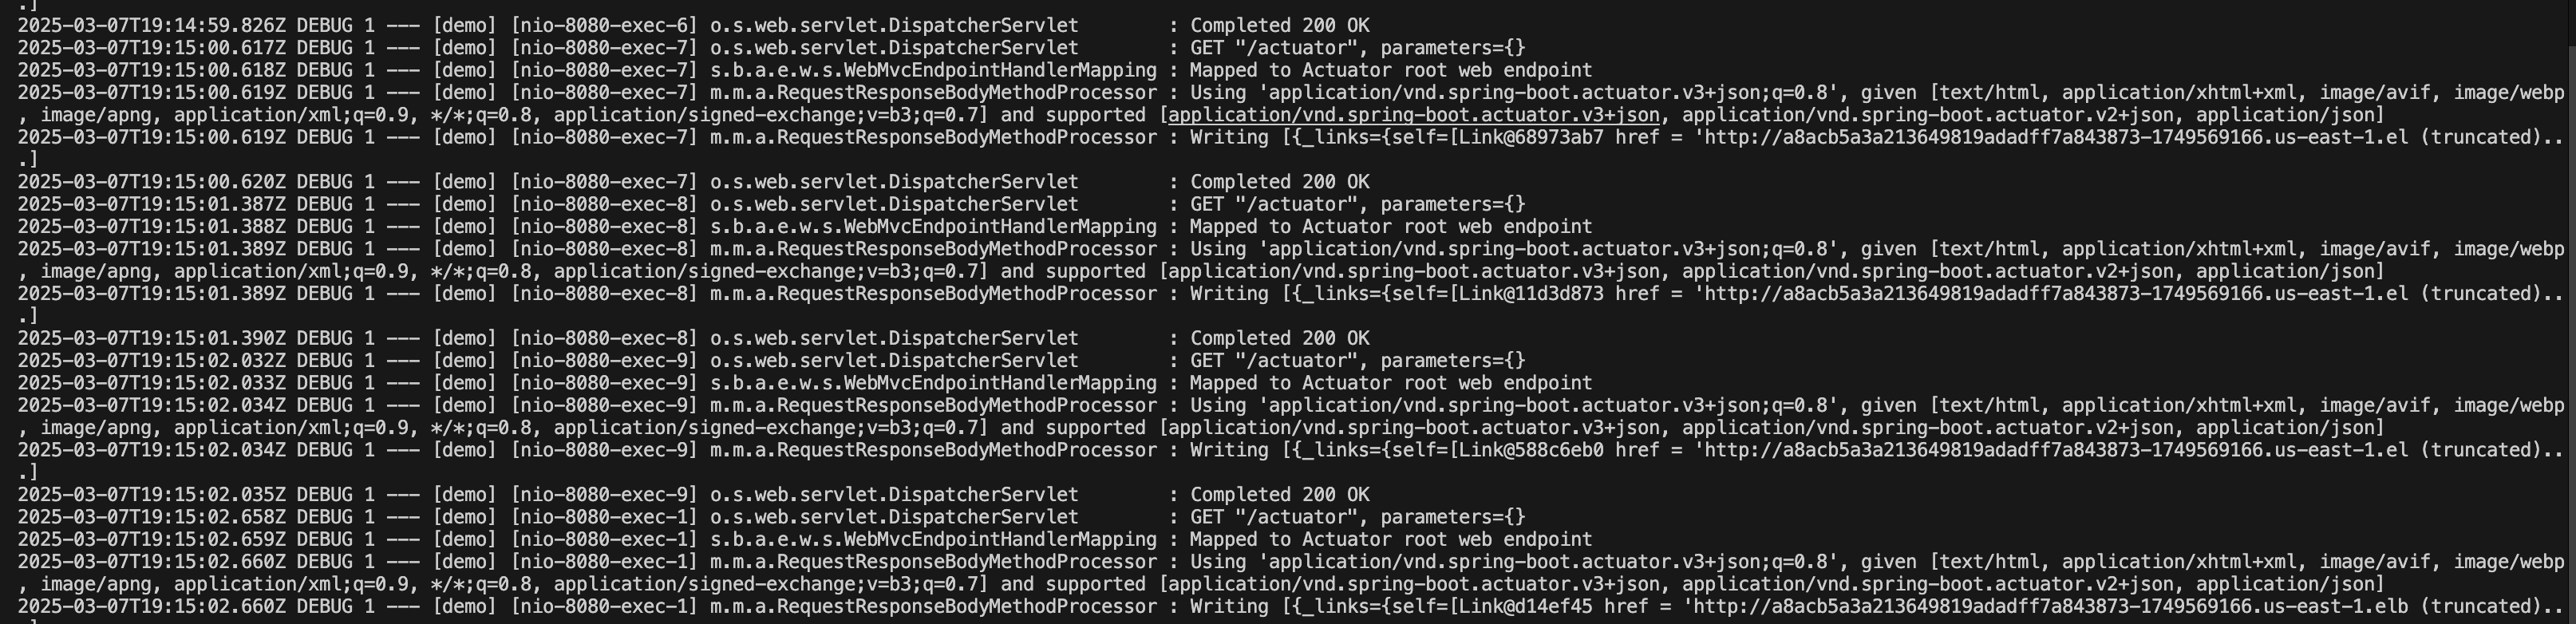 .]
2025-03-07T19:14:59.826Z DEBUG 1 --- [demo] [nio-8080-exec-6] o.s.web.servlet.DispatcherServlet        : Completed 200 OK
2025-03-07T19:15:00.617Z DEBUG 1 --- [demo] [nio-8080-exec-7] o.s.web.servlet.DispatcherServlet        : GET "/actuator", parameters={}
2025-03-07T19:15:00.618Z DEBUG 1 --- [demo] [nio-8080-exec-7] s.b.a.e.w.s.WebMvcEndpointHandlerMapping : Mapped to Actuator root web endpoint
2025-03-07T19:15:00.619Z DEBUG 1 --- [demo] [nio-8080-exec-7] m.m.a.RequestResponseBodyMethodProcessor : Using 'application/vnd.spring-boot.actuator.v3+json;q=0.8', given [text/html, application/xhtml+xml, image/avif, image/webp
, image/apng, application/xml;q=0.9, */*;q=0.8, application/signed-exchange;v=b3;q=0.7] and supported [application/vnd.spring-boot.actuator.v3+json, application/vnd.spring-boot.actuator.v2+json, application/json]
2025-03-07T19:15:00.619Z DEBUG 1 --- [demo] [nio-8080-exec-7] m.m.a.RequestResponseBodyMethodProcessor : Writing [{_links={self=[Link@68973ab7 href = 'http://a8acb5a3a213649819adadff7a843873-1749569166.us-east-1.el (truncated)..
.]
2025-03-07T19:15:00.620Z DEBUG 1 --- [demo] [nio-8080-exec-7] o.s.web.servlet.DispatcherServlet        : Completed 200 OK
2025-03-07T19:15:01.387Z DEBUG 1 --- [demo] [nio-8080-exec-8] o.s.web.servlet.DispatcherServlet        : GET "/actuator", parameters={}
2025-03-07T19:15:01.388Z DEBUG 1 --- [demo] [nio-8080-exec-8] s.b.a.e.w.s.WebMvcEndpointHandlerMapping : Mapped to Actuator root web endpoint
2025-03-07T19:15:01.389Z DEBUG 1 --- [demo] [nio-8080-exec-8] m.m.a.RequestResponseBodyMethodProcessor : Using 'application/vnd.spring-boot.actuator.v3+json;q=0.8', given [text/html, application/xhtml+xml, image/avif, image/webp
, image/apng, application/xml;q=0.9, */*;q=0.8, application/signed-exchange;v=b3;q=0.7] and supported [application/vnd.spring-boot.actuator.v3+json, application/vnd.spring-boot.actuator.v2+json, application/json]
2025-03-07T19:15:01.389Z DEBUG 1 --- [demo] [nio-8080-exec-8] m.m.a.RequestResponseBodyMethodProcessor : Writing [{_links={self=[Link@11d3d873 href = 'http://a8acb5a3a213649819adadff7a843873-1749569166.us-east-1.el (truncated)..
.]
2025-03-07T19:15:01.390Z DEBUG 1 --- [demo] [nio-8080-exec-8] o.s.web.servlet.DispatcherServlet        : Completed 200 OK
2025-03-07T19:15:02.032Z DEBUG 1 --- [demo] [nio-8080-exec-9] o.s.web.servlet.DispatcherServlet        : GET "/actuator", parameters={}
2025-03-07T19:15:02.033Z DEBUG 1 --- [demo] [nio-8080-exec-9] s.b.a.e.w.s.WebMvcEndpointHandlerMapping : Mapped to Actuator root web endpoint
2025-03-07T19:15:02.034Z DEBUG 1 --- [demo] [nio-8080-exec-9] m.m.a.RequestResponseBodyMethodProcessor : Using 'application/vnd.spring-boot.actuator.v3+json;q=0.8', given [text/html, application/xhtml+xml, image/avif, image/webp
, image/apng, application/xml;q=0.9, */*;q=0.8, application/signed-exchange;v=b3;q=0.7] and supported [application/vnd.spring-boot.actuator.v3+json, application/vnd.spring-boot.actuator.v2+json, application/json]
2025-03-07T19:15:02.034Z DEBUG 1 --- [demo] [nio-8080-exec-9] m.m.a.RequestResponseBodyMethodProcessor : Writing [{_links={self=[Link@588c6eb0 href = 'http://a8acb5a3a213649819adadff7a843873-1749569166.us-east-1.el (truncated)..
.]
2025-03-07T19:15:02.035Z DEBUG 1 --- [demo] [nio-8080-exec-9] o.s.web.servlet.DispatcherServlet        : Completed 200 OK
2025-03-07T19:15:02.658Z DEBUG 1 --- [demo] [nio-8080-exec-1] o.s.web.servlet.DispatcherServlet        : GET "/actuator", parameters={}
2025-03-07T19:15:02.659Z DEBUG 1 --- [demo] [nio-8080-exec-1] s.b.a.e.w.s.WebMvcEndpointHandlerMapping : Mapped to Actuator root web endpoint
2025-03-07T19:15:02.660Z DEBUG 1 --- [demo] [nio-8080-exec-1] m.m.a.RequestResponseBodyMethodProcessor : Using 'application/vnd.spring-boot.actuator.v3+json;q=0.8', given [text/html, application/xhtml+xml, image/avif, image/webp
, image/apng, application/xml;q=0.9, */*;q=0.8, application/signed-exchange;v=b3;q=0.7] and supported [application/vnd.spring-boot.actuator.v3+json, application/vnd.spring-boot.actuator.v2+json, application/json]
2025-03-07T19:15:02.660Z DEBUG 1 --- [demo] [nio-8080-exec-1] m.m.a.RequestResponseBodyMethodProcessor : Writing [{_links={self=[Link@d14ef45 href = 'http://a8acb5a3a213649819adadff7a843873-1749569166.us-east-1.elb (truncated)..
.]